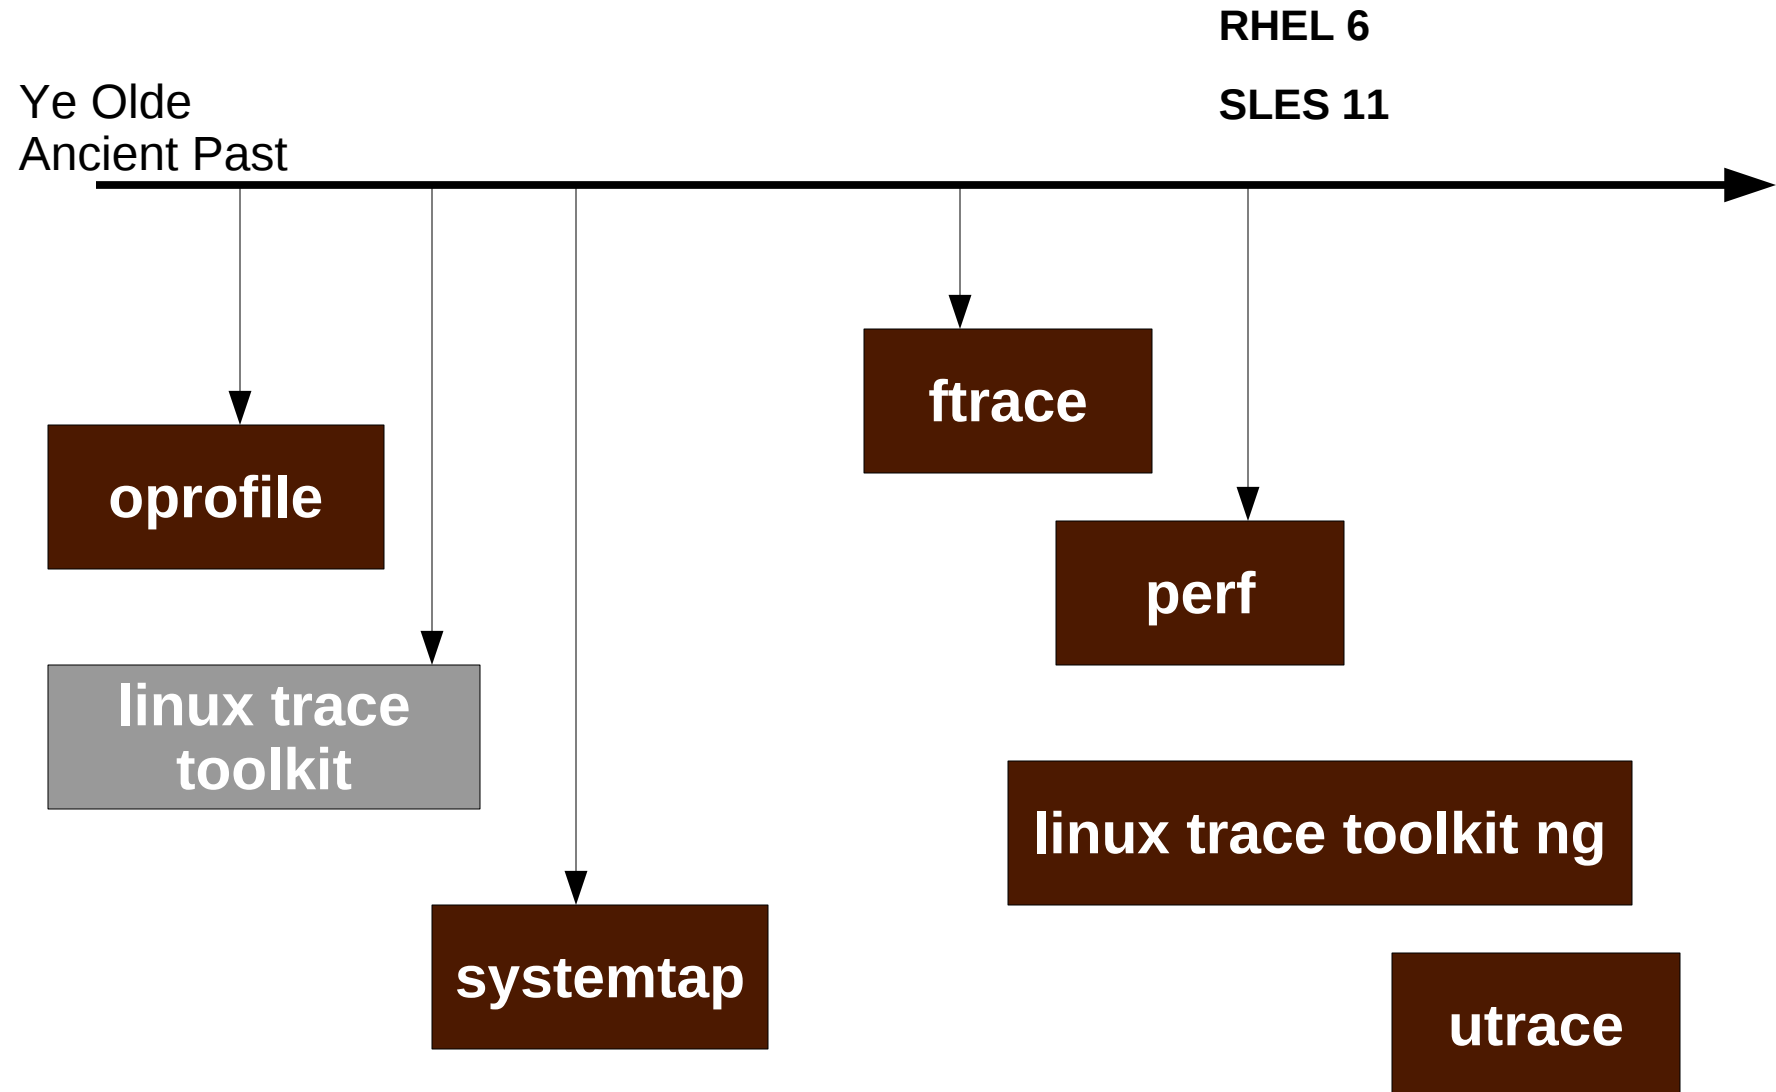 RHEL 6
SLES 11
Ye Olde
Ancient Past
ftrace
oprofile
perf
linux trace
toolkit
linux trace toolkit ng
systemtap
utrace